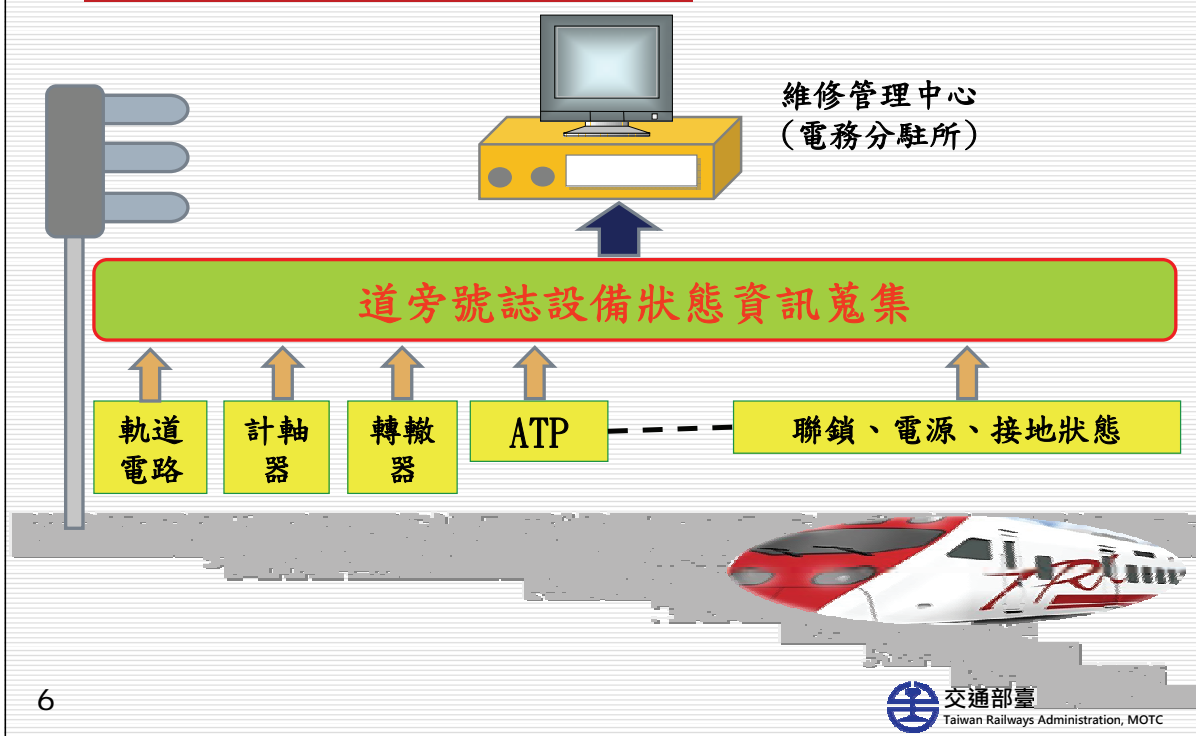 維修管理中心
(電務分駐所)
道旁號誌設備狀態資訊蒐集
軌道
電路
計軸
器
轉轍
器
ATP
聯鎖、電源、接地狀態
TRA
6
交通部臺
Taiwan Railways Administration, MOTC